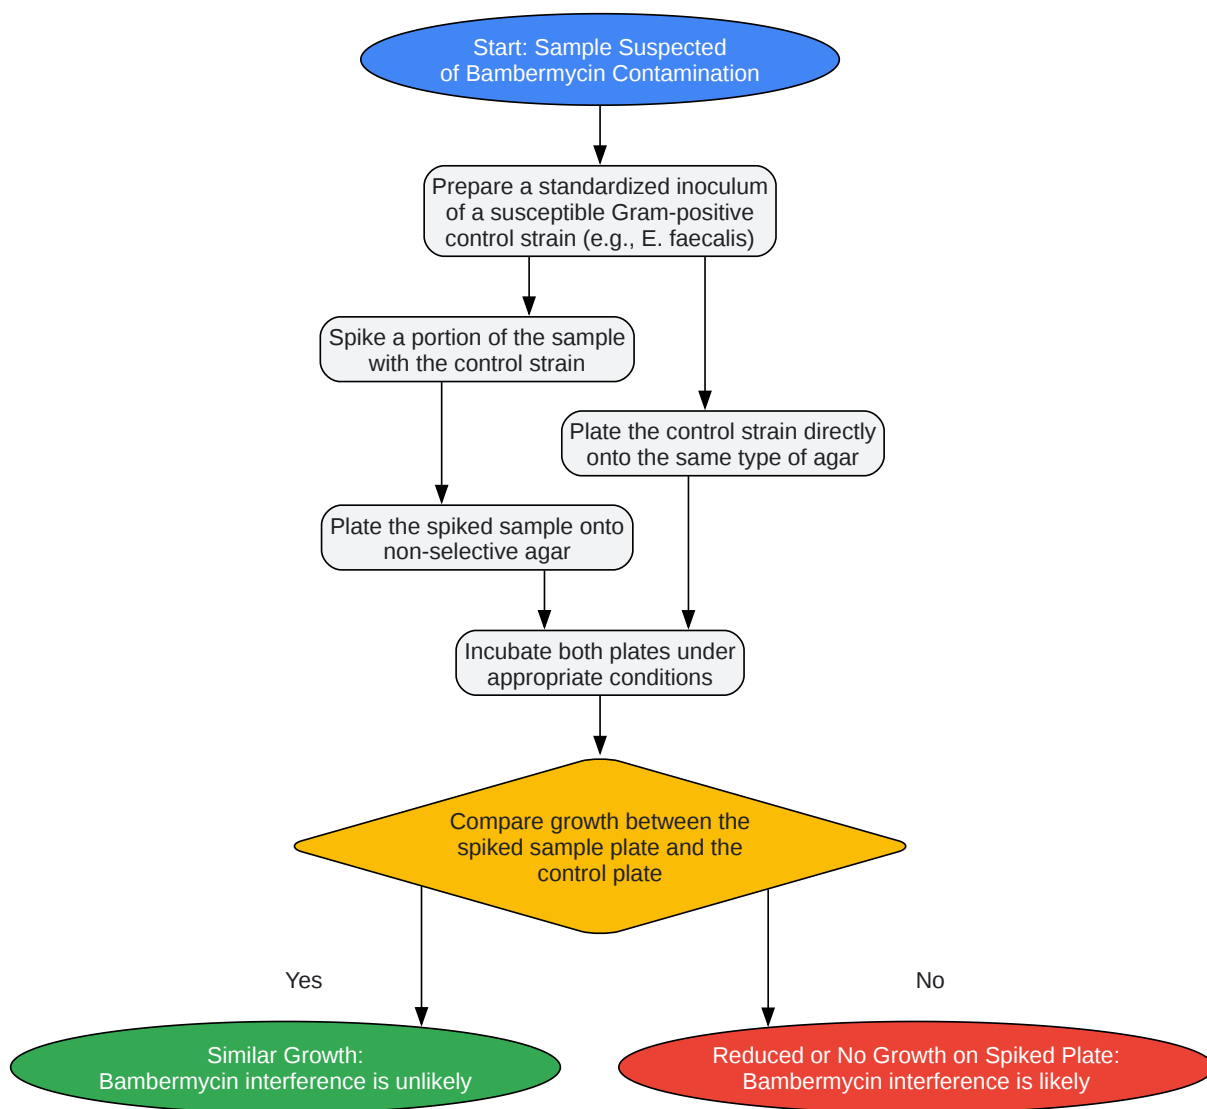 Start: Sample Suspected
of Bambermycin Contamination
Prepare a standardized inoculum
of a susceptible Gram-positive
control strain (e.g., E. faecalis)
Spike a portion of the sample
with the control strain
Plate the control strain directly
onto the same type of agar
Plate the spiked sample onto
non-selective agar
Incubate both plates under
appropriate conditions
Compare growth between the
spiked sample plate and the
control plate
Yes
No
Similar Growth:
Bambermycin interference is unlikely
Reduced or No Growth on Spiked Plate:
Bambermycin interference is likely